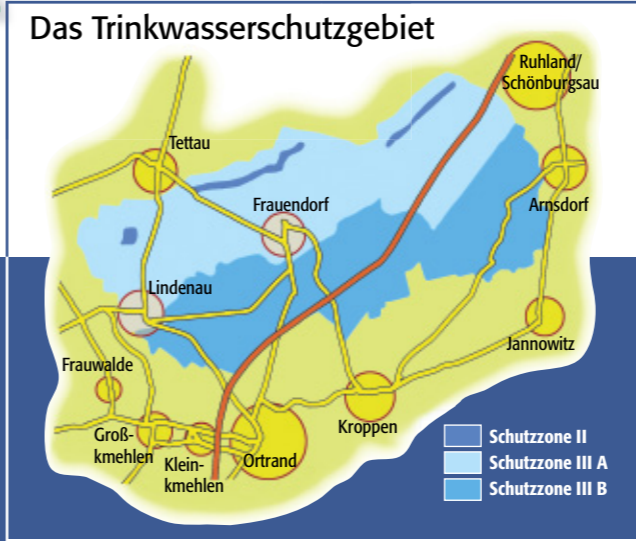 Das Trinkwasserschutzgebiet
Ruhland/
Schönburgsau
Tettau
Frauendorf
Arnsdorf
Lindenau
Jannowitz
Frauwalde
Kroppen
Groß-
kmehlen
Klein-
kmehlen
Ortrand
Schutzzone II
Schutzzone III A
Schutzzone III B